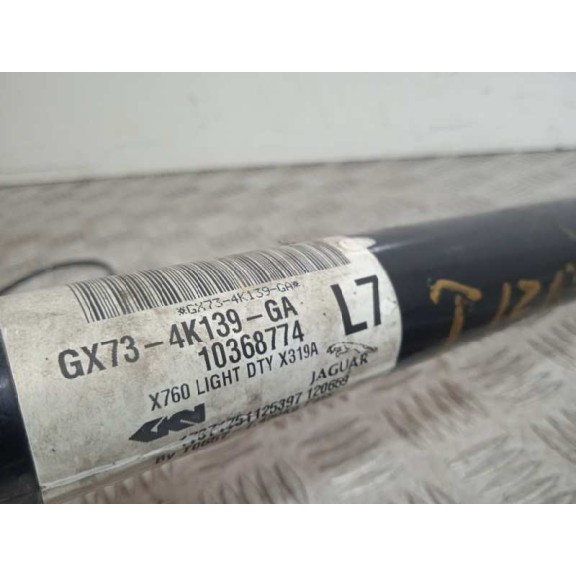 *GX73-4K139-GA*
GX73-4K139-GA
10368774
L7
X760 LIGHT DTY X319A
JAGUAR
GKN